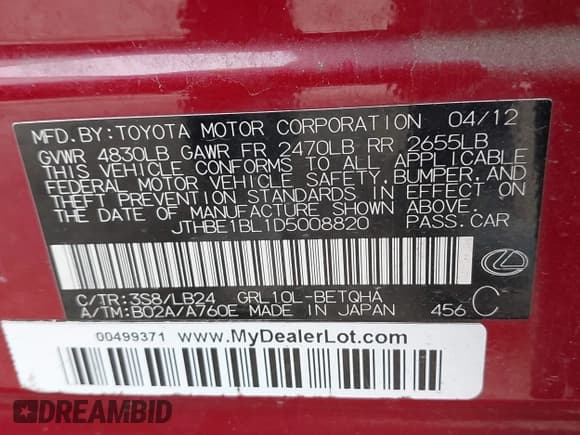 MFD. BY: TOYOTA MOTOR CORPORATION 04/12
GVWR 4830LB GAWR FR 2470LB RR 2655LB
THIS VEHICLE CONFORMS TO ALL APPLICABLE
FEDERAL MOTOR VEHICLE SAFETY, BUMPER, AND
THEFT PREVENTION STANDARDS IN EFFECT ON
THE DATE OF MANUFACTURE SHOWN ABOVE.
JTHBE1BL1D5008820 PASS. CAR
C/TR: 3S8/LB24 GRL10L-BETQHA
A/TM: B02A/A760E MADE IN JAPAN 456 C
00499371 www.MyDealerLot.com
DREAMBID